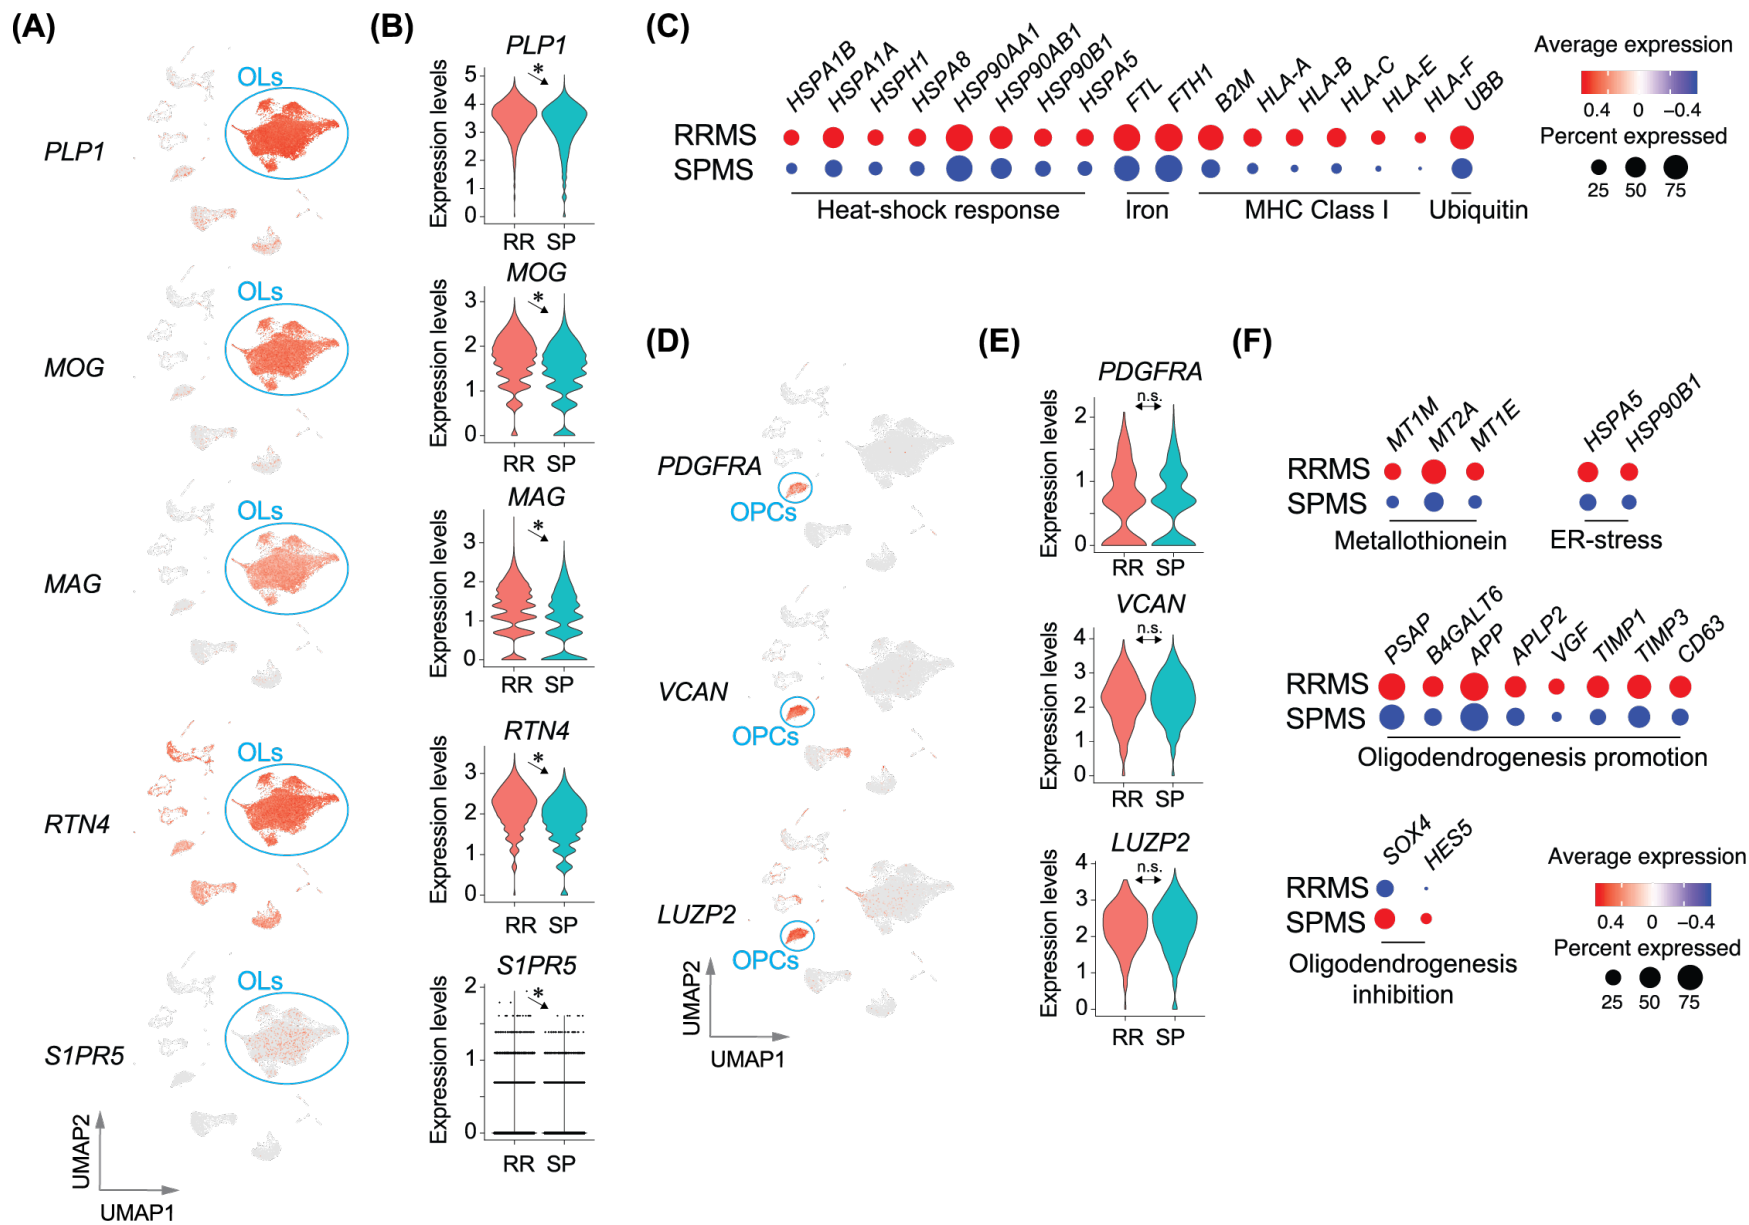 (A)
OLs
PLP1
OLs
MOG
OLs
MAG
OLs
RTN4
OLs
S1PR5
UMAP2
UMAP1
(B)
PLP1
*
Expression levels
5
4
3
2
1
0
RR SP
MOG
*
Expression levels
3
2
1
0
RR SP
MAG
*
Expression levels
3
2
1
0
RR SP
RTN4
*
Expression levels
3
2
1
0
RR SP
S1PR5
*
Expression levels
2
1
0
RR SP
(C)
HSPA1B HSPA1A HSPH1 HSPA8 HSP90AA1 HSP90AB1 HSP90B1 HSPA5 FTL FTH1 B2M HLA-A HLA-B HLA-C HLA-E HLA-F UBB
RRMS
SPMS
Heat-shock response Iron MHC Class I Ubiquitin
Average expression
0.4 0 -0.4
Percent expressed
25 50 75
(D)
PDGFRA
OPCs
VCAN
OPCs
LUZP2
OPCs
UMAP2
UMAP1
(E)
PDGFRA
n.s.
Expression levels
2
1
0
RR SP
VCAN
n.s.
Expression levels
4
3
2
1
0
RR SP
LUZP2
n.s.
Expression levels
4
3
2
1
0
RR SP
(F)
MT1M MT2A MT1E HSPA5 HSP90B1
RRMS
SPMS
Metallothionein ER-stress
PSAP B4GALT6 APP APLP2 VGF TIMP1 TIMP3 CD63
RRMS
SPMS
Oligodendrogenesis promotion
SOX4 HES5
RRMS
SPMS
Oligodendrogenesis
inhibition
Average expression
0.4 0 -0.4
Percent expressed
25 50 75